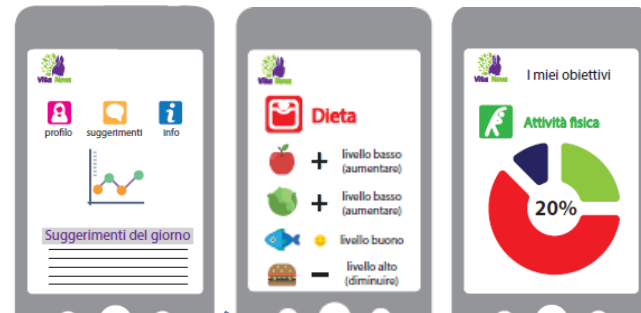 Vita Nova
profilo
suggerimenti
info
Suggerimenti del giorno
Vita Nova
Dieta
+ livello basso
(aumentare)
+ livello basso
(aumentare)
livello buono
− livello alto
(diminuire)
Vita Nova
I miei obiettivi
Attività fisica
20%